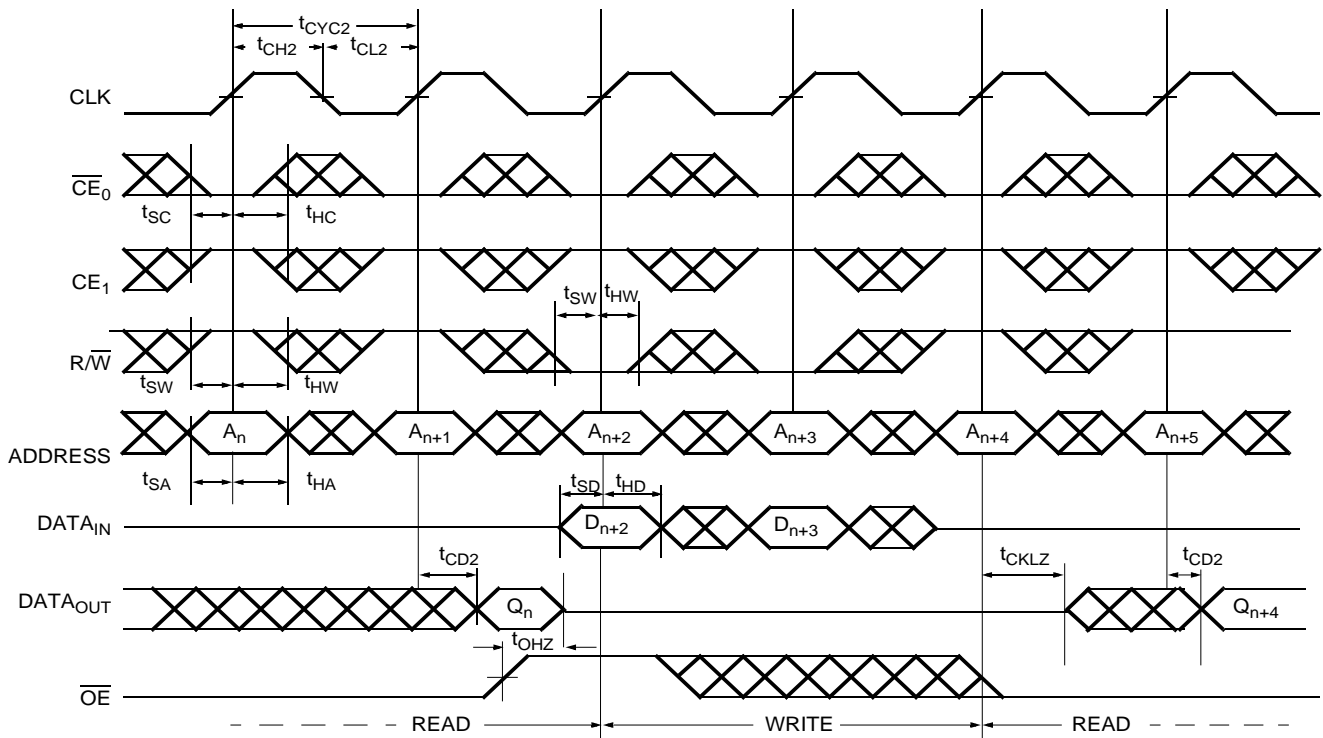 tCYC2
tCH2 tCL2
CLK
CE0
tSC tHC
CE1
tSW tHW
R/W
tSW tHW
An An+1 An+2 An+3 An+4 An+5
ADDRESS
tSA tHA
tSD tHD
DATAIN Dn+2 Dn+3
tCD2 tCKLZ tCD2
DATAOUT Qn Qn+4
tOHZ
OE
READ WRITE READ